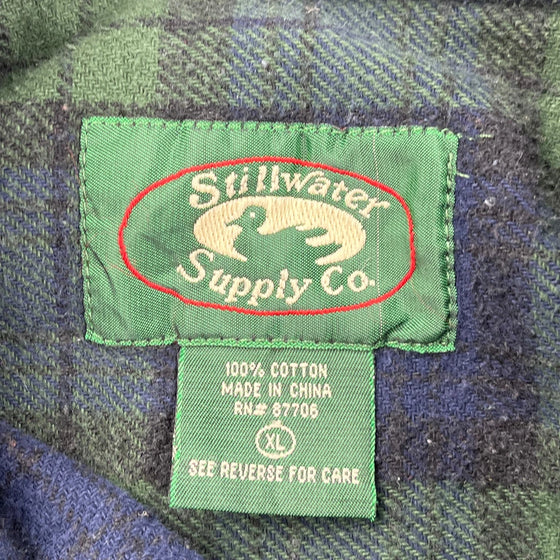 Stillwater
Supply Co.
100% COTTON
MADE IN CHINA
RN# 87706
XL
SEE REVERSE FOR CARE